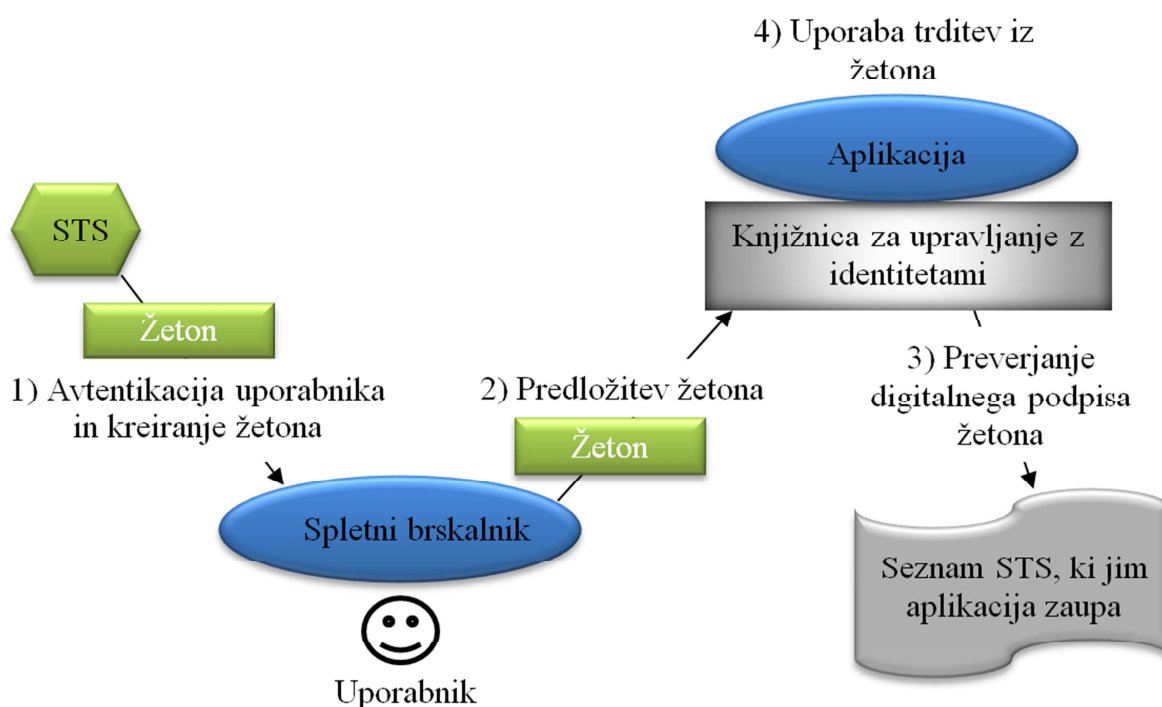 4) Uporaba trditev iz
žetona
Aplikacija
Knjižnica za upravljanje z
identitetami
STS
Žeton
1) Avtentikacija uporabnika
in kreiranje žetona
2) Predložitev žetona
Žeton
3) Preverjanje
digitalnega podpisa
žetona
Spletni brskalnik
Seznam STS, ki jim
aplikacija zaupa
Uporabnik